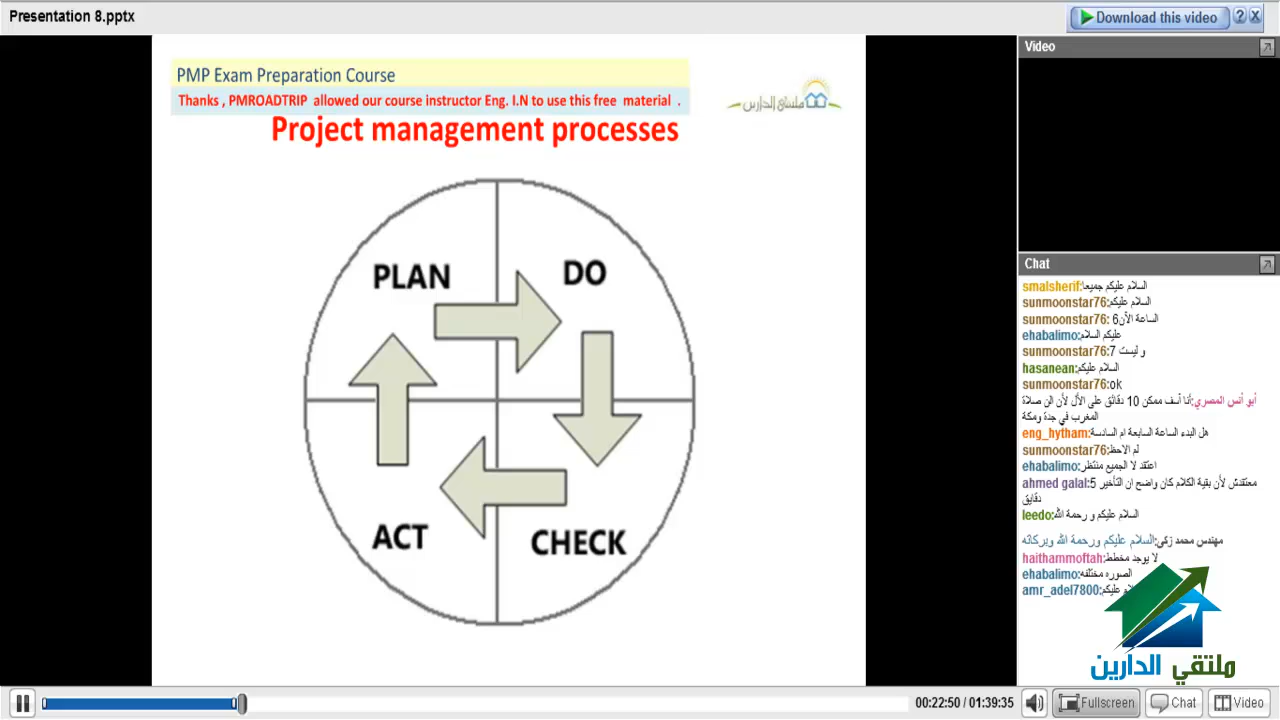 Presentation 8.pptx
Download this video
?
X
PMP Exam Preparation Course
Thanks , PMROADTRIP allowed our course instructor Eng. I.N to use this free material .
ملتقى الدارين
Project management processes
PLAN
DO
ACT
CHECK
Video
Chat
smalsherif:السلام عليكم جميعا
sunmoonstar76:السلام عليكم
sunmoonstar76: الساعة الأن6
ehabalimo:عليكم السلام
sunmoonstar76:و ليست 7
hasanean:السلام عليكم
sunmoonstar76:ok
أبو أنس المصري:أنا أسف ممكن 10 دقائق على الأل لأن الن صلاة
المغرب في جدة ومكة
eng_hytham:هل البدء الساعة السابعة ام السادسة
sunmoonstar76:لم الاحظ
ehabalimo:اعتقد لا الجميع منتظر
ahmed galal:معتقدش لأن بقية الكلام كان واضح ان التأخير 5
دقايق
leedo:السلام عليكم و رحمة الله
مهندس محمد زكي:السلام عليكم ورحمة الله وبركاته
haithammoftah:لا يوجد مخطط
ehabalimo:الصوره مختلفه
amr_adel7800: عليكم
ملتقي الدارين
00:22:50 / 01:39:35
Fullscreen
Chat
Video